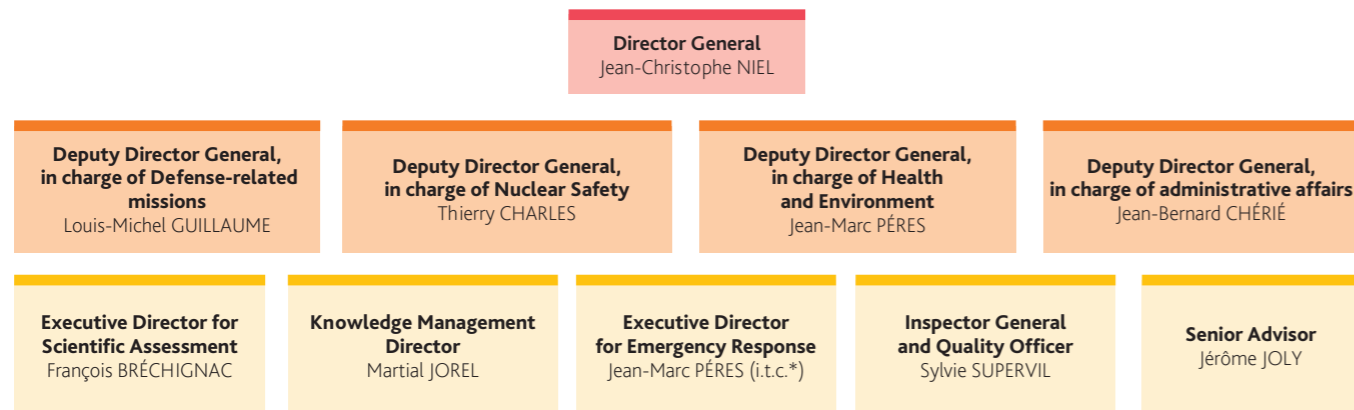 Director General
Jean-Christophe NIEL
Deputy Director General,
in charge of Defense-related
missions
Louis-Michel GUILLAUME
Deputy Director General,
in charge of Nuclear Safety
Thierry CHARLES
Deputy Director General,
in charge of Health
and Environment
Jean-Marc PÉRES
Deputy Director General,
in charge of administrative affairs
Jean-Bernard CHÉRIÉ
Executive Director for
Scientific Assessment
François BRÉCHIGNAC
Knowledge Management
Director
Martial JOREL
Executive Director
for Emergency Response
Jean-Marc PÉRES (i.t.c.*)
Inspector General
and Quality Officer
Sylvie SUPERVIL
Senior Advisor
Jérôme JOLY